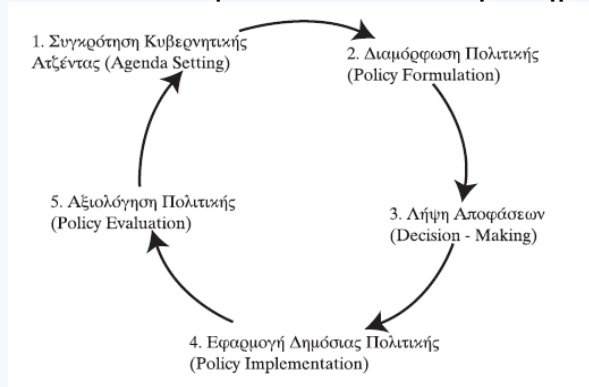 1. Συγκρότηση Κυβερνητικής
Ατζέντας (Agenda Setting)
2. Διαμόρφωση Πολιτικής
(Policy Formulation)
3. Λήψη Αποφάσεων
(Decision - Making)
4. Εφαρμογή Δημόσιας Πολιτικής
(Policy Implementation)
5. Αξιολόγηση Πολιτικής
(Policy Evaluation)